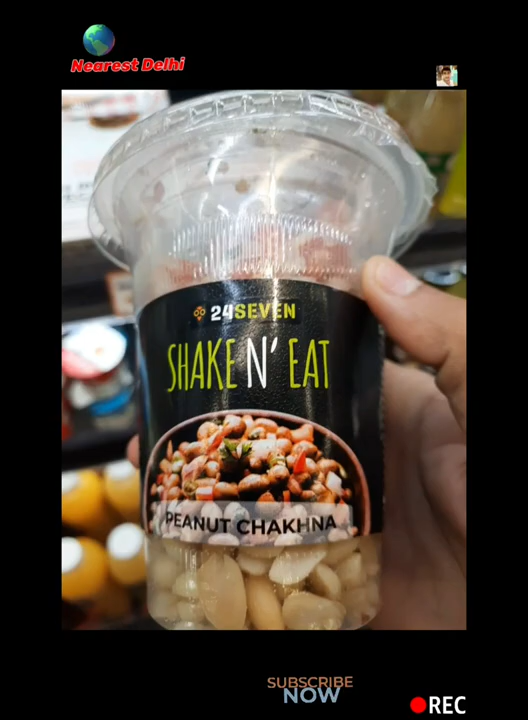 Nearest Delhi
24SEVEN
SHAKE N' EAT
PEANUT CHAKHNA
SUBSCRIBE
NOW
REC